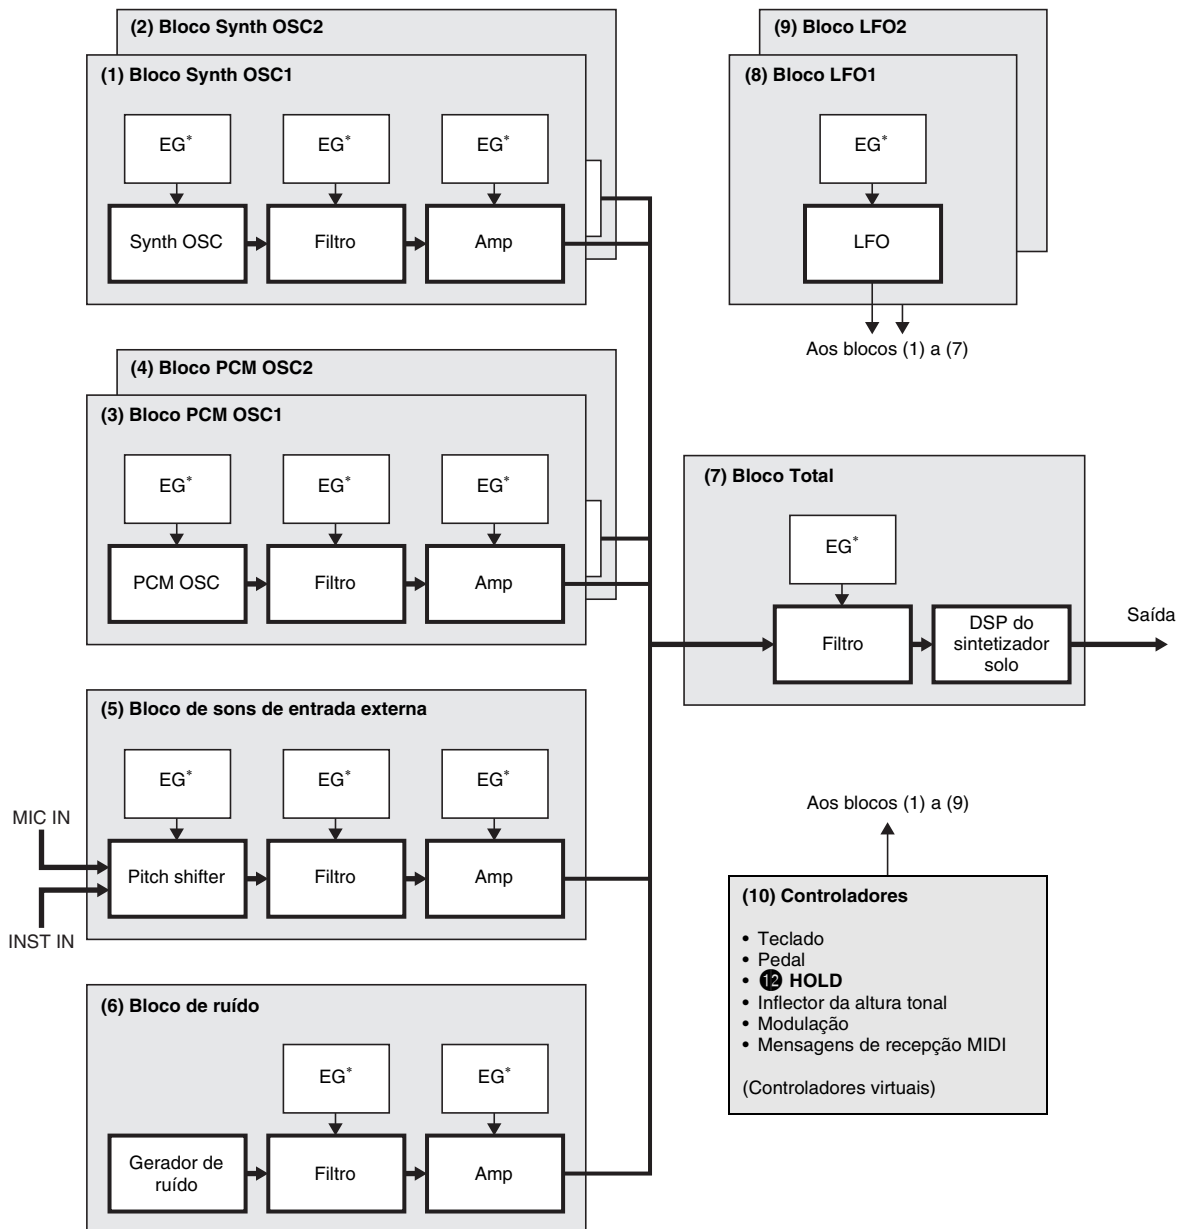 (2) Bloco Synth OSC2
(1) Bloco Synth OSC1
EG*
EG*
EG*
Synth OSC
Filtro
Amp
(9) Bloco LFO2
(8) Bloco LFO1
EG*
LFO
Aos blocos (1) a (7)
(4) Bloco PCM OSC2
(3) Bloco PCM OSC1
EG*
EG*
EG*
PCM OSC
Filtro
Amp
(7) Bloco Total
EG*
Filtro
DSP do
sintetizador
solo
Saída
(5) Bloco de sons de entrada externa
EG*
EG*
EG*
MIC IN
Pitch shifter
Filtro
Amp
INST IN
Aos blocos (1) a (9)
(10) Controladores
• Teclado
• Pedal
• ⓬ HOLD
• Inflector da altura tonal
• Modulação
• Mensagens de recepção MIDI
(Controladores virtuais)
(6) Bloco de ruído
EG*
EG*
Gerador de
ruído
Filtro
Amp